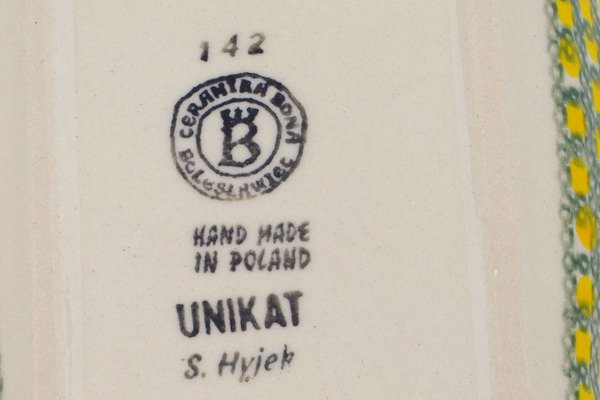 142
CERAMIKA BONA
B
BOLESŁAWIEC
HAND MADE
IN POLAND
UNIKAT
S. Hyjek